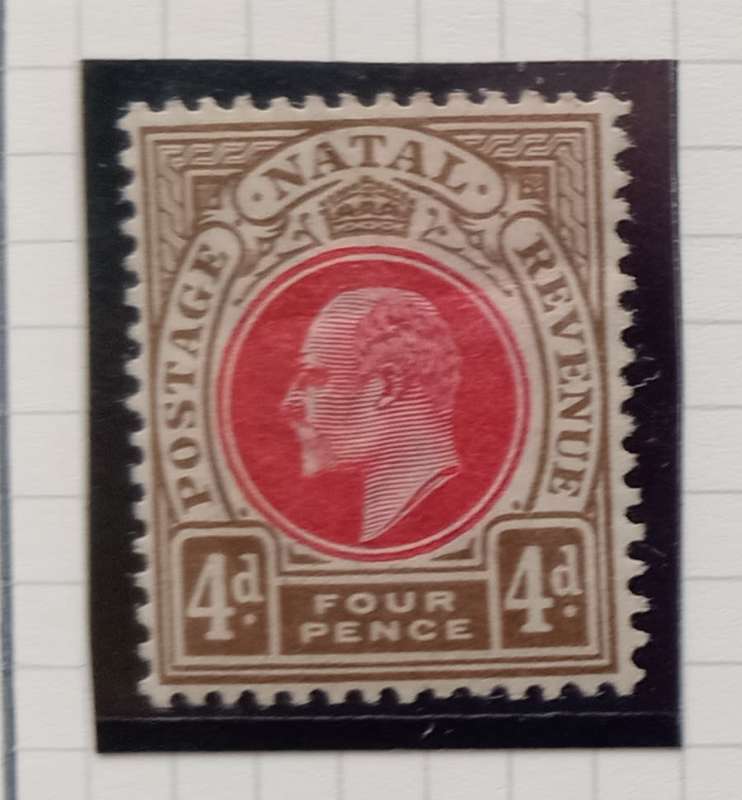 ·NATAL·
POSTAGE
REVENUE
4d.
FOUR
PENCE
4d.